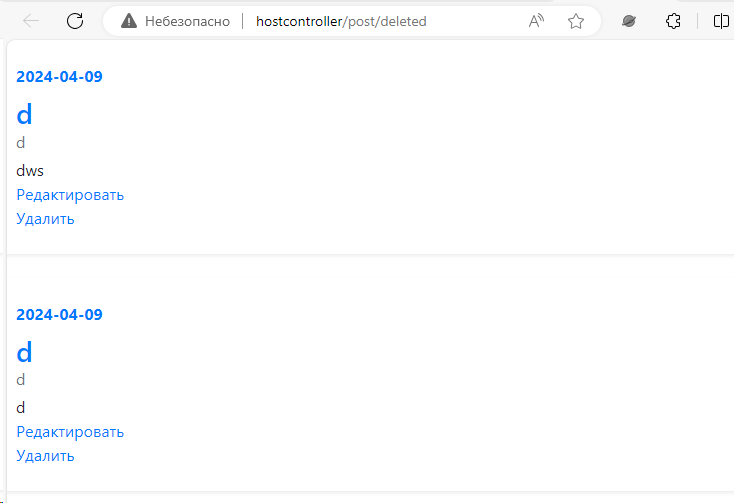 Небезопасно hostcontroller/post/deleted
2024-04-09
d
d
dws
Редактировать
Удалить
2024-04-09
d
d
d
Редактировать
Удалить